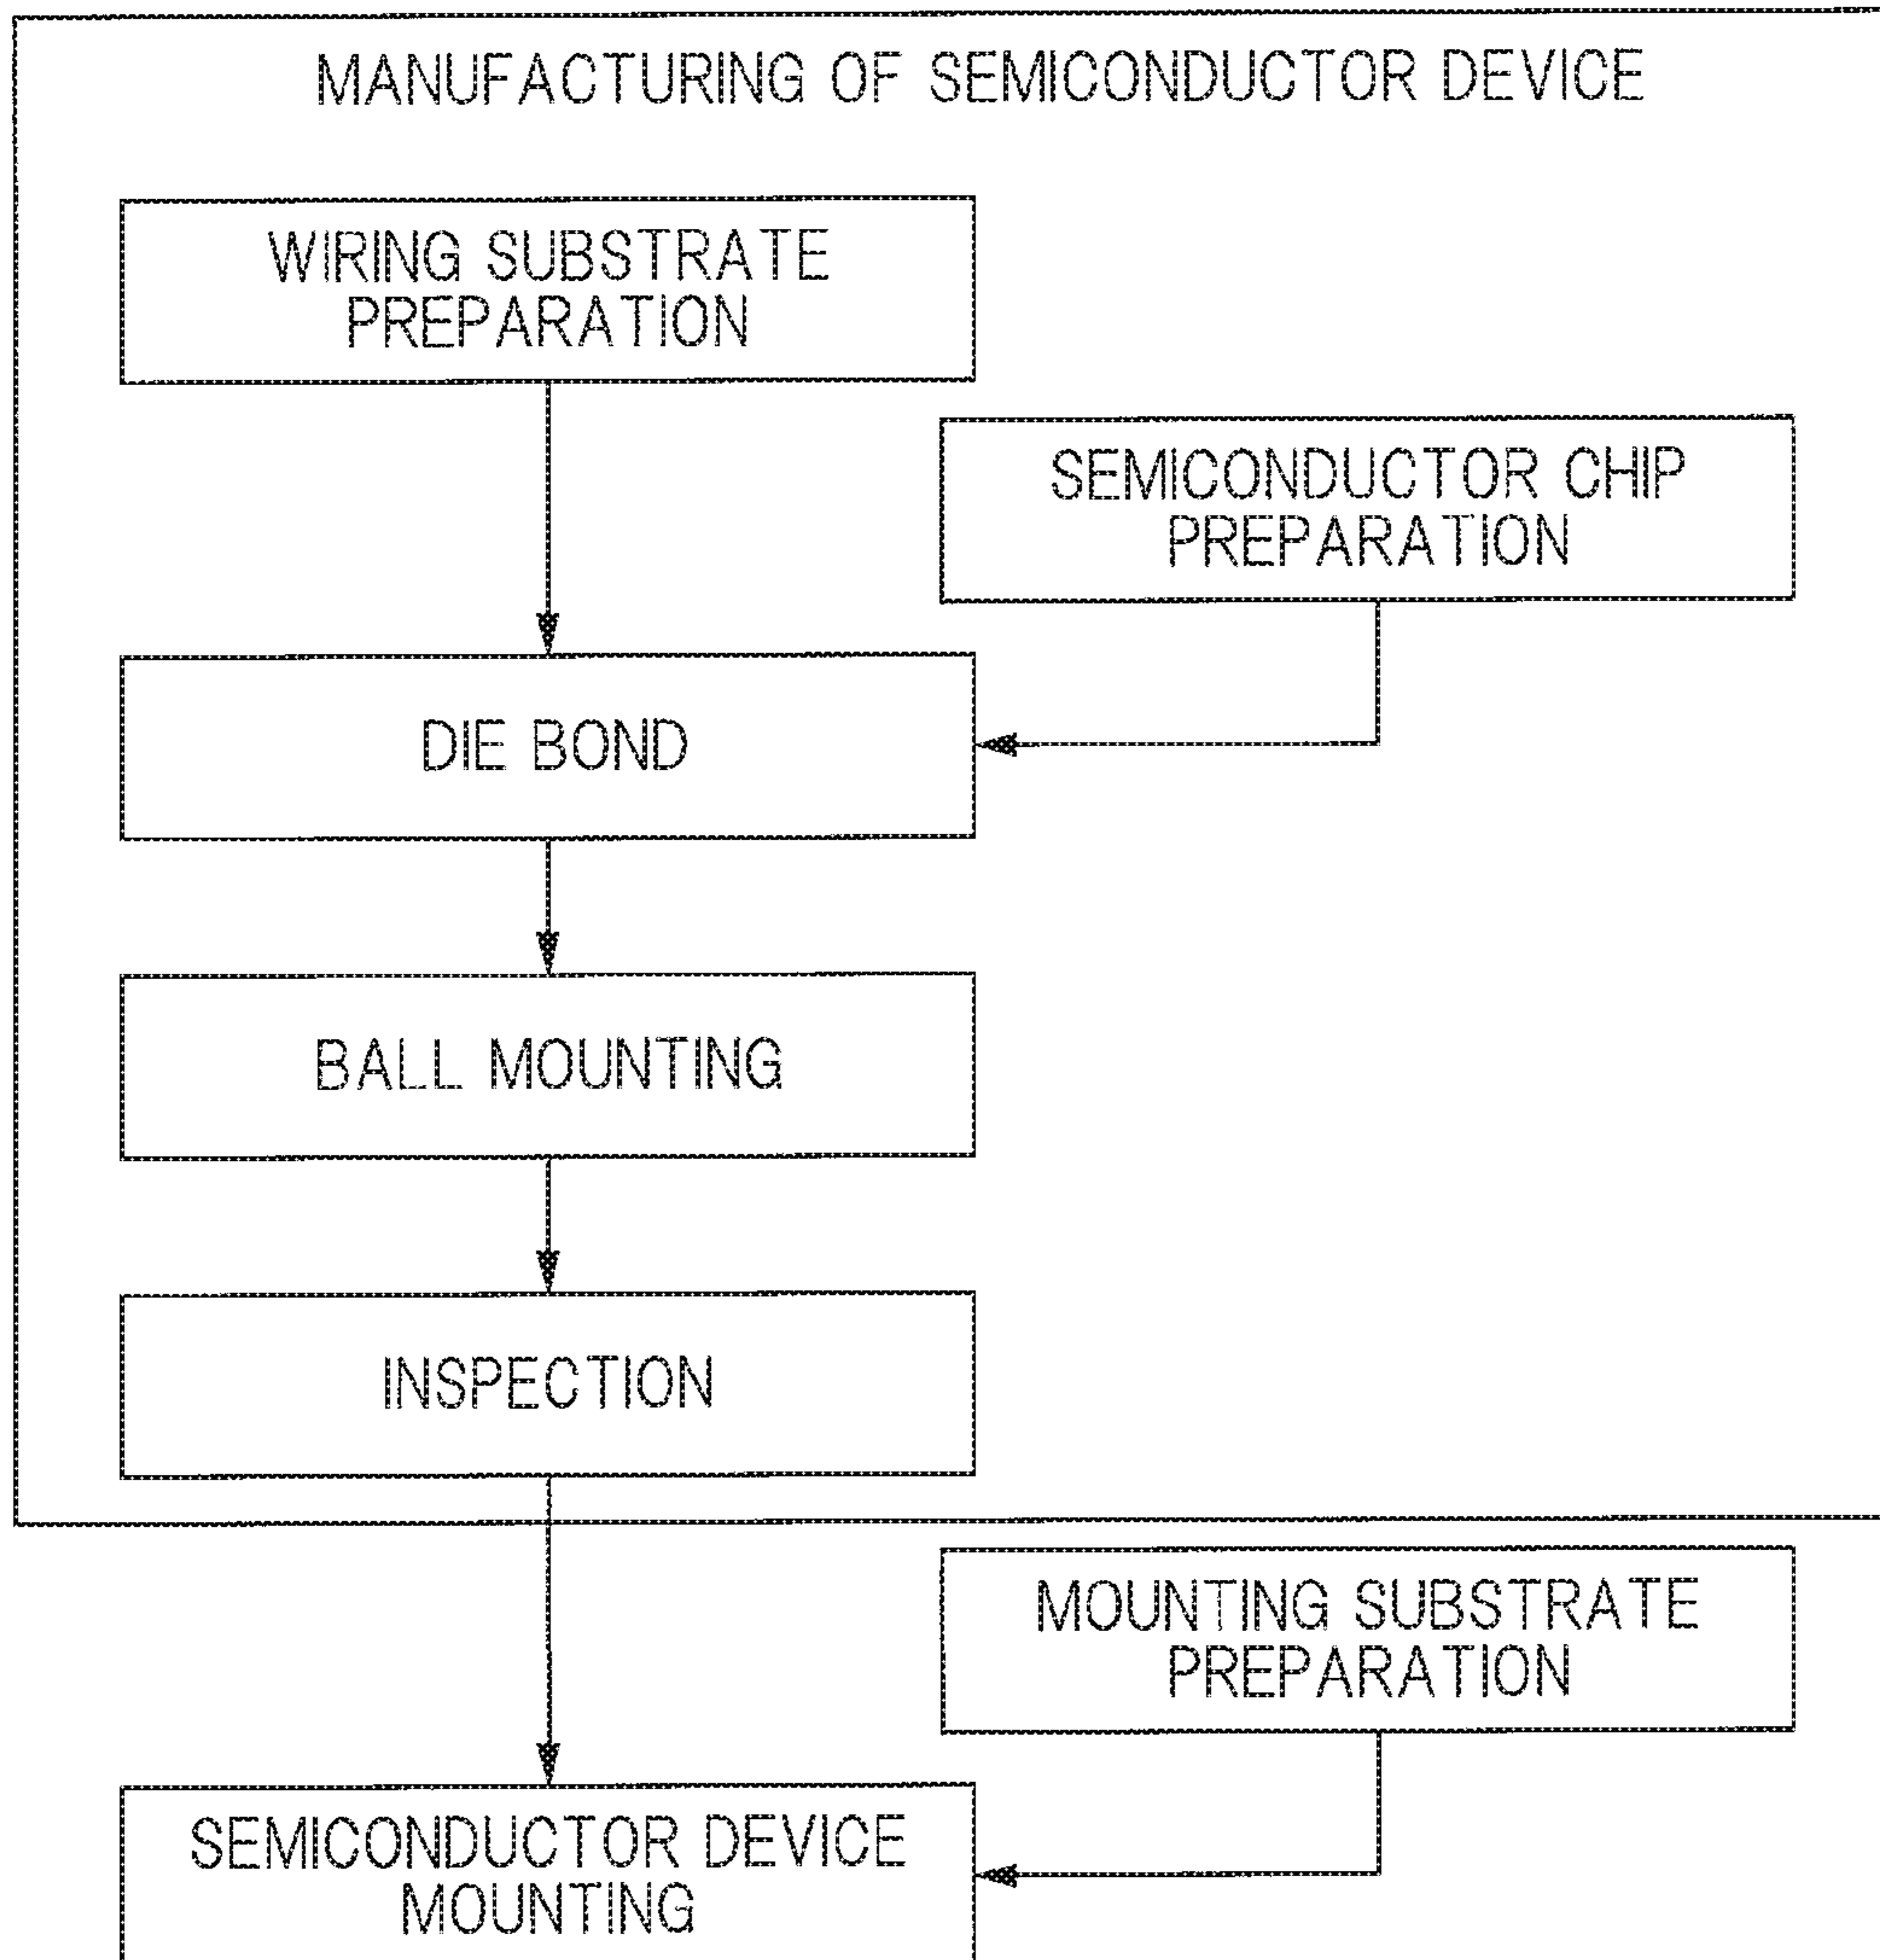 MANUFACTURING OF SEMICONDUCTOR DEVICE
WIRING SUBSTRATE
PREPARATION
SEMICONDUCTOR CHIP
PREPARATION
DIE BOND
BALL MOUNTING
INSPECTION
MOUNTING SUBSTRATE
PREPARATION
SEMICONDUCTOR DEVICE
MOUNTING